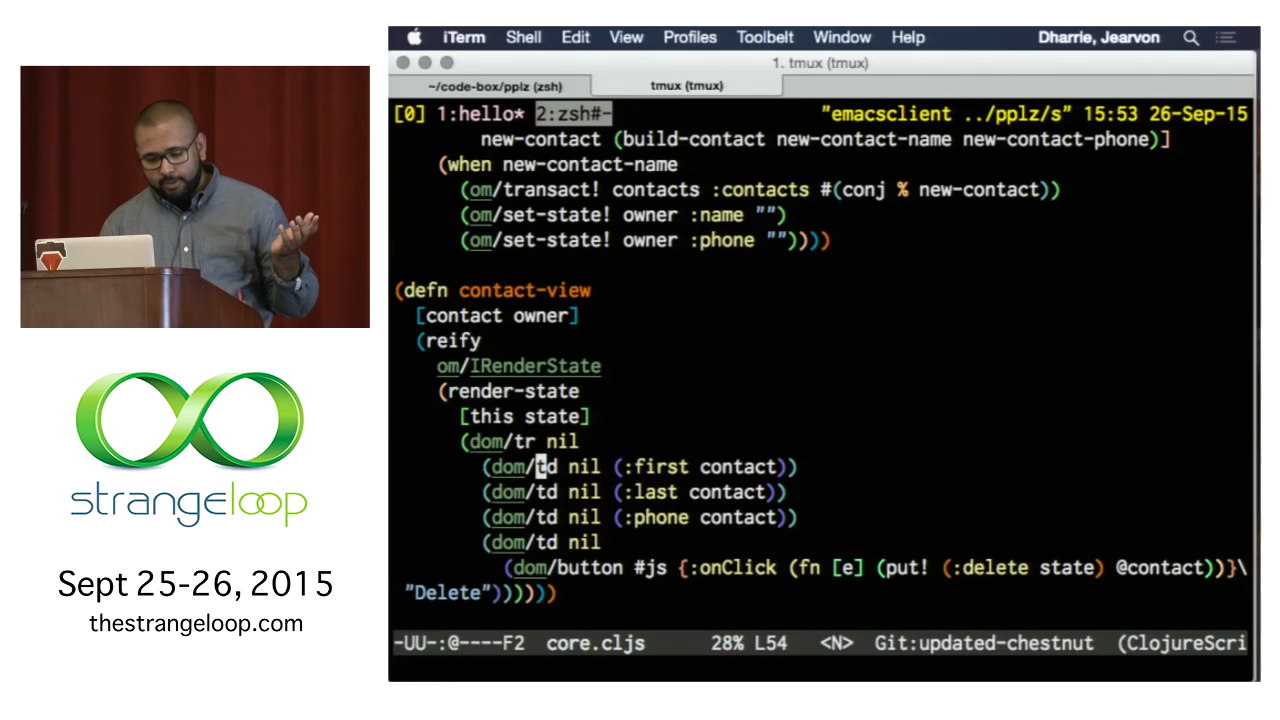 iTerm Shell Edit View Profiles Toolbelt Window Help Dharrie, Jearvon
1. tmux (tmux)
~/code-box/pplz (zsh) tmux (tmux)
[0] 1:hello* 2:zsh#- "emacsclient ../pplz/s" 15:53 26-Sep-15
new-contact (build-contact new-contact-name new-contact-phone)]
(when new-contact-name
(om/transact! contacts :contacts #(conj % new-contact))
(om/set-state! owner :name "")
(om/set-state! owner :phone ""))))
(defn contact-view
[contact owner]
(reify
om/IRenderState
(render-state
[this state]
(dom/tr nil
(dom/td nil (:first contact))
(dom/td nil (:last contact))
(dom/td nil (:phone contact))
(dom/td nil
(dom/button #js {:onClick (fn [e] (put! (:delete state) @contact))}\
"Delete"))))))
-UU-:@----F2 core.cljs 28% L54 <N> Git:updated-chestnut (ClojureScri
strangeloop
Sept 25-26, 2015
thestrangeloop.com